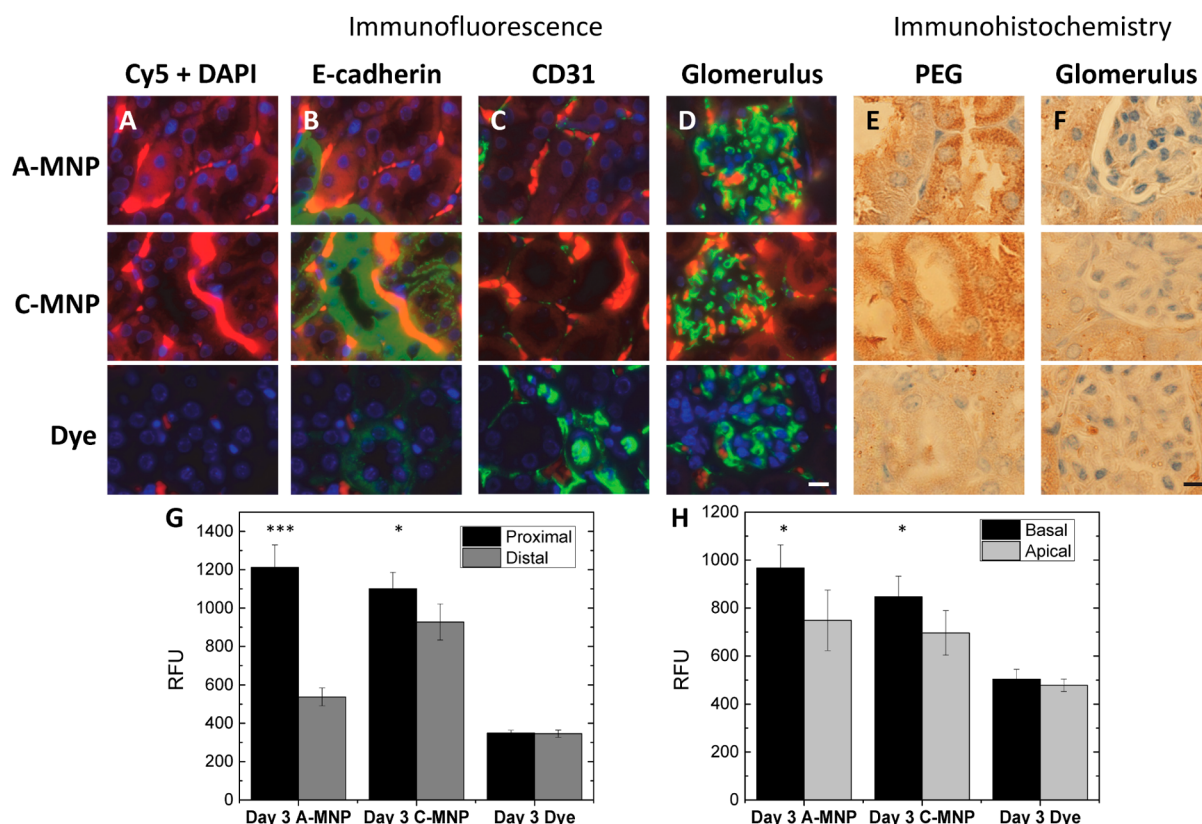 Immunofluorescence Immunohistochemistry
Cy5 + DAPI E-cadherin CD31 Glomerulus PEG Glomerulus
A-MNP A B C D E F
C-MNP
Dye
G
1400
1200
1000
800
600
400
200
0
RFU
*** *
Proximal
Distal
Day 3 A-MNP Day 3 C-MNP Day 3 Dye
H
1200
1000
800
600
400
200
0
RFU
* *
Basal
Apical
Day 3 A-MNP Day 3 C-MNP Day 3 Dye